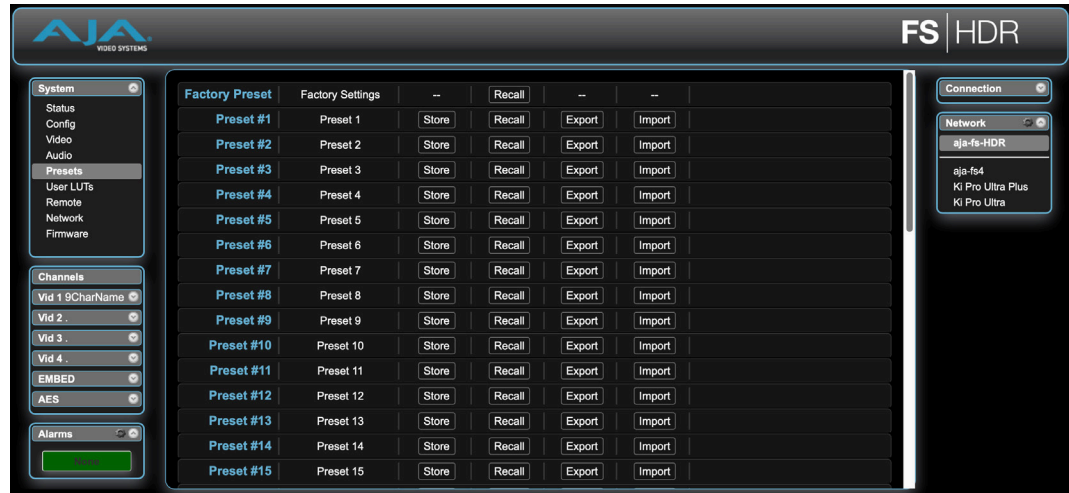 AJA
VIDEO SYSTEMS
FS|HDR
System
Status
Config
Video
Audio
Presets
User LUTs
Remote
Network
Firmware
Channels
Vid 1 9CharName
Vid 2 .
Vid 3 .
Vid 4 .
EMBED
AES
Alarms
None
Factory Preset Factory Settings -- Recall -- --
Preset #1 Preset 1 Store Recall Export Import
Preset #2 Preset 2 Store Recall Export Import
Preset #3 Preset 3 Store Recall Export Import
Preset #4 Preset 4 Store Recall Export Import
Preset #5 Preset 5 Store Recall Export Import
Preset #6 Preset 6 Store Recall Export Import
Preset #7 Preset 7 Store Recall Export Import
Preset #8 Preset 8 Store Recall Export Import
Preset #9 Preset 9 Store Recall Export Import
Preset #10 Preset 10 Store Recall Export Import
Preset #11 Preset 11 Store Recall Export Import
Preset #12 Preset 12 Store Recall Export Import
Preset #13 Preset 13 Store Recall Export Import
Preset #14 Preset 14 Store Recall Export Import
Preset #15 Preset 15 Store Recall Export Import
Connection
Network
aja-fs-HDR
aja-fs4
Ki Pro Ultra Plus
Ki Pro Ultra